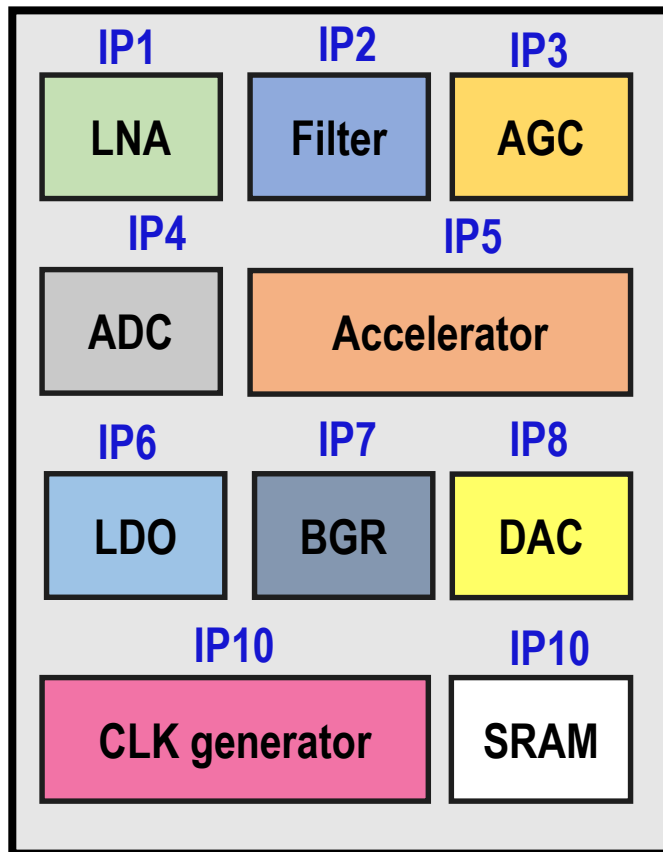 IP1 IP2 IP3
LNA Filter AGC
IP4 IP5
ADC Accelerator
IP6 IP7 IP8
LDO BGR DAC
IP10 IP10
CLK generator SRAM